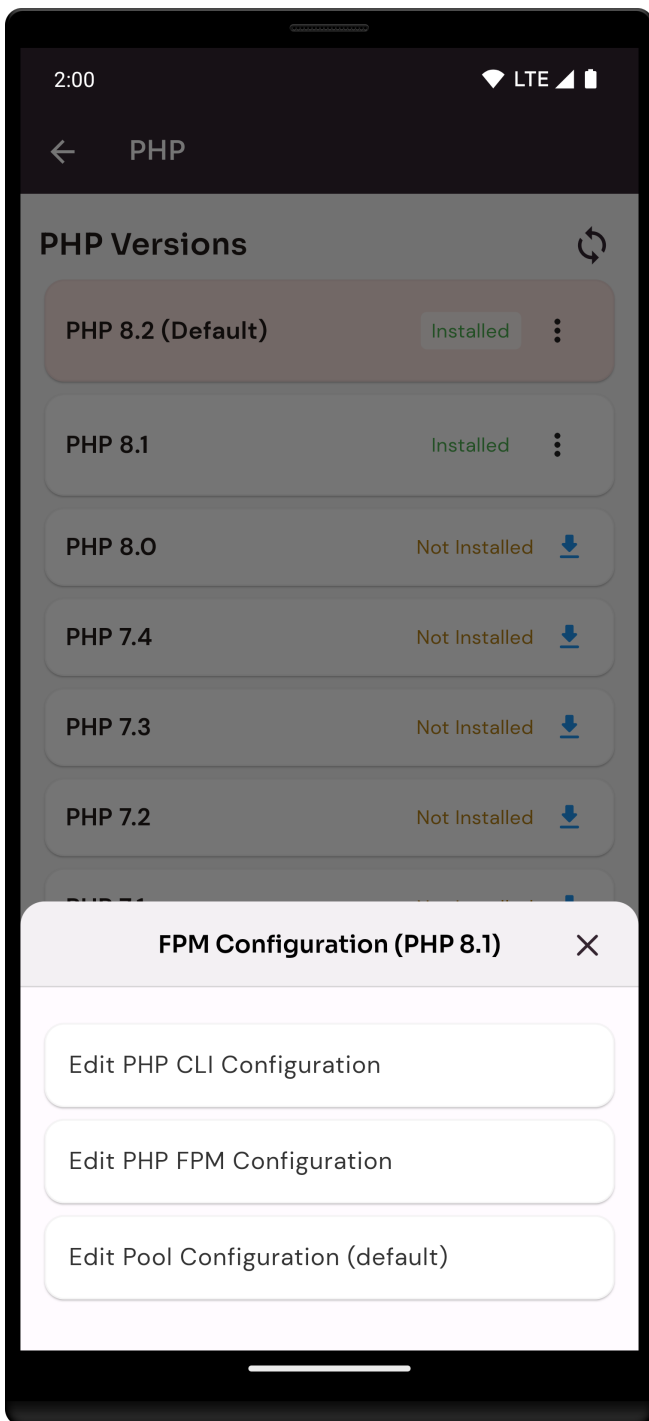 2:00
LTE
PHP
PHP Versions
PHP 8.2 (Default)
Installed
PHP 8.1
Installed
PHP 8.0
Not Installed
PHP 7.4
Not Installed
PHP 7.3
Not Installed
PHP 7.2
Not Installed
FPM Configuration (PHP 8.1)
Edit PHP CLI Configuration
Edit PHP FPM Configuration
Edit Pool Configuration (default)